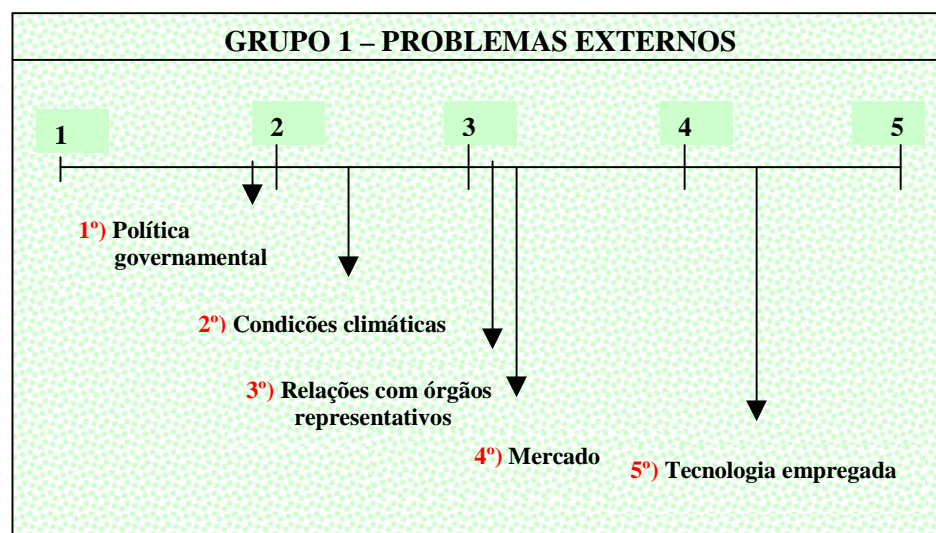 GRUPO 1 – PROBLEMAS EXTERNOS
1 2 3 4 5
1º) Política
governamental
2º) Condicões climáticas
3º) Relações com órgãos
representativos
4º) Mercado
5º) Tecnologia empregada